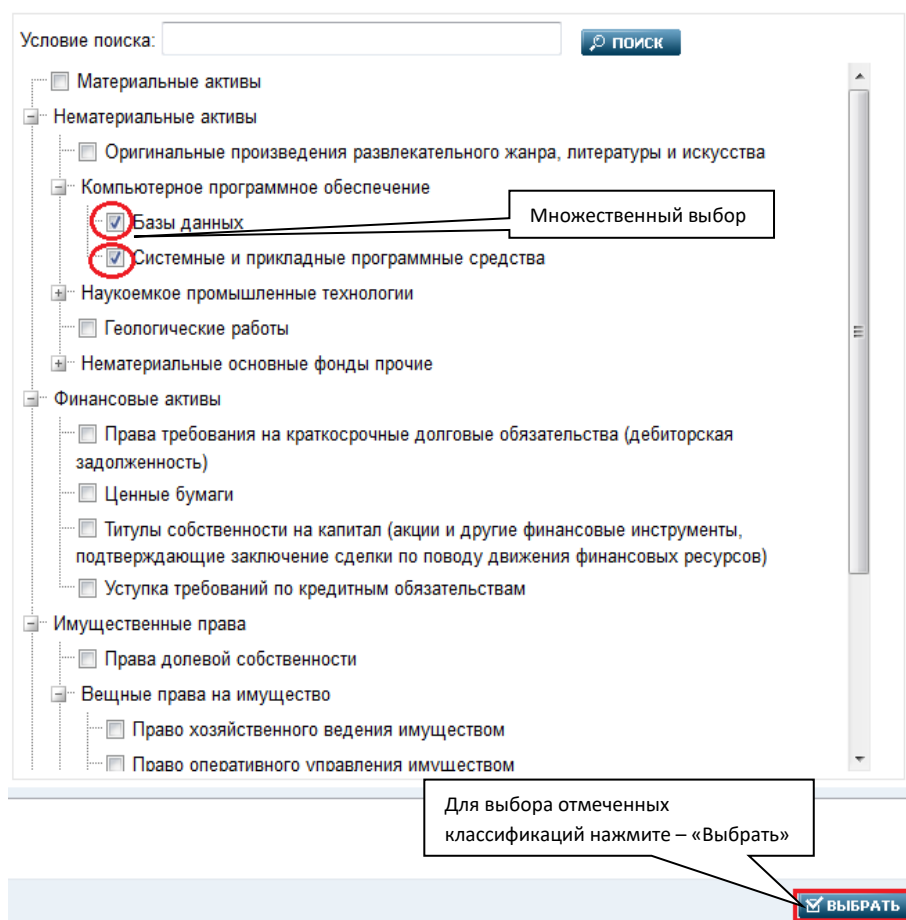 Условие поиска:
поиск
Материальные активы
Нематериальные активы
Оригинальные произведения развлекательного жанра, литературы и искусства
Компьютерное программное обеспечение
Множественный выбор
Базы данных
Системные и прикладные программные средства
Наукоемкое промышленные технологии
Геологические работы
Нематериальные основные фонды прочие
Финансовые активы
Права требования на краткосрочные долговые обязательства (дебиторская
задолженность)
Ценные бумаги
Титулы собственности на капитал (акции и другие финансовые инструменты,
подтверждающие заключение сделки по поводу движения финансовых ресурсов)
Уступка требований по кредитным обязательствам
Имущественные права
Права долевой собственности
Вещные права на имущество
Право хозяйственного ведения имуществом
Право оперативного управления имуществом
Для выбора отмеченных
классификаций нажмите – «Выбрать»
ВЫБРАТЬ